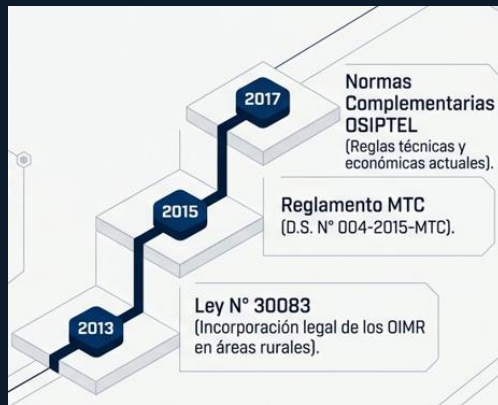 2017
Normas
Complementarias
OSIPTEL
(Reglas técnicas y
económicas actuales).
2015
Reglamento MTC
(D.S. N° 004-2015-MTC).
2013
Ley N° 30083
(Incorporación legal de los OIMR
en áreas rurales).